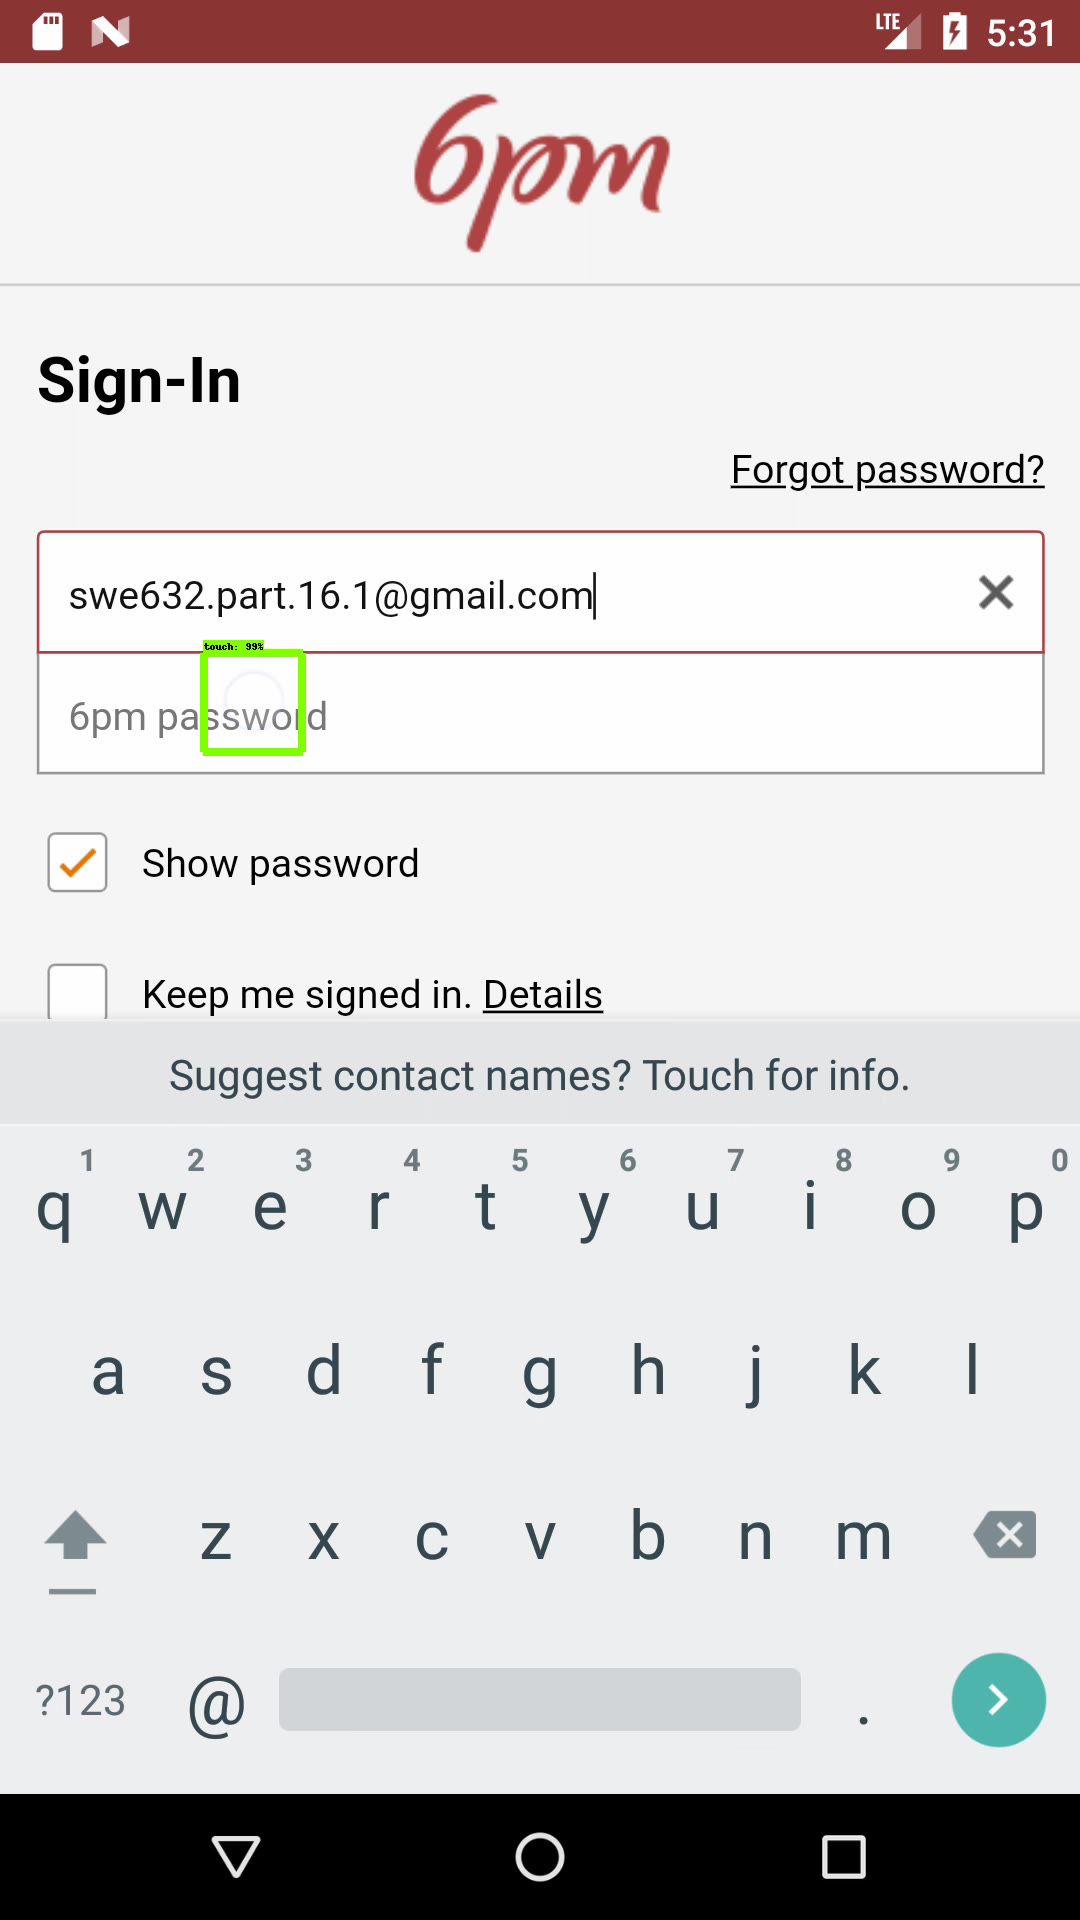 LTE 5:31
6pm
Sign-In
Forgot password?
swe632.part.16.1@gmail.com
touch: 99%
6pm password
Show password
Keep me signed in. Details
Suggest contact names? Touch for info.
1 2 3 4 5 6 7 8 9 0
q w e r t y u i o p
a s d f g h j k l
z x c v b n m
?123 @ .